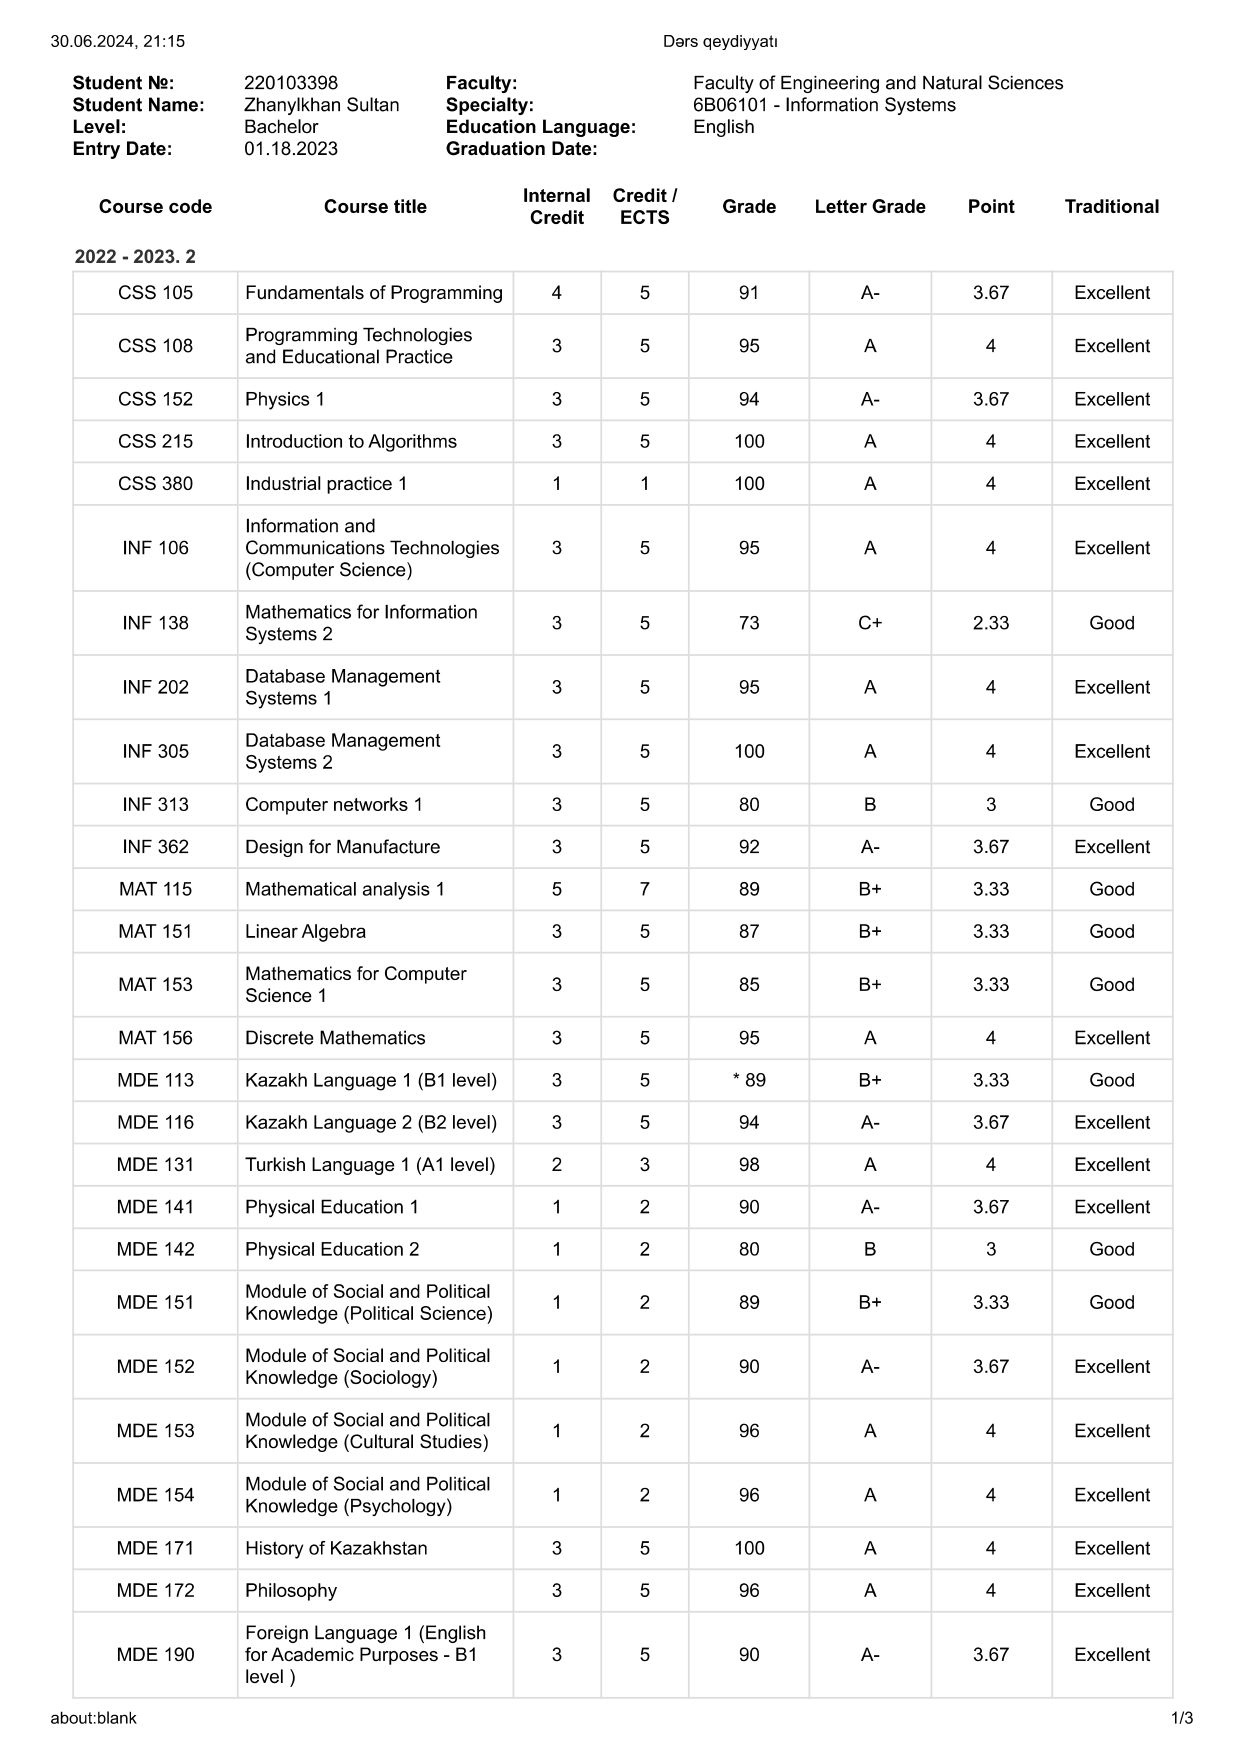 30.06.2024, 21:15 Dərs qeydiyyatı
Student №: 220103398 Faculty: Faculty of Engineering and Natural Sciences
Student Name: Zhanylkhan Sultan Specialty: 6B06101 - Information Systems
Level: Bachelor Education Language: English
Entry Date: 01.18.2023 Graduation Date:
Course code Course title Internal Credit Credit / ECTS Grade Letter Grade Point Traditional
2022 - 2023. 2
CSS 105 Fundamentals of Programming 4 5 91 A- 3.67 Excellent
CSS 108 Programming Technologies and Educational Practice 3 5 95 A 4 Excellent
CSS 152 Physics 1 3 5 94 A- 3.67 Excellent
CSS 215 Introduction to Algorithms 3 5 100 A 4 Excellent
CSS 380 Industrial practice 1 1 1 100 A 4 Excellent
INF 106 Information and Communications Technologies (Computer Science) 3 5 95 A 4 Excellent
INF 138 Mathematics for Information Systems 2 3 5 73 C+ 2.33 Good
INF 202 Database Management Systems 1 3 5 95 A 4 Excellent
INF 305 Database Management Systems 2 3 5 100 A 4 Excellent
INF 313 Computer networks 1 3 5 80 B 3 Good
INF 362 Design for Manufacture 3 5 92 A- 3.67 Excellent
MAT 115 Mathematical analysis 1 5 7 89 B+ 3.33 Good
MAT 151 Linear Algebra 3 5 87 B+ 3.33 Good
MAT 153 Mathematics for Computer Science 1 3 5 85 B+ 3.33 Good
MAT 156 Discrete Mathematics 3 5 95 A 4 Excellent
MDE 113 Kazakh Language 1 (B1 level) 3 5 * 89 B+ 3.33 Good
MDE 116 Kazakh Language 2 (B2 level) 3 5 94 A- 3.67 Excellent
MDE 131 Turkish Language 1 (A1 level) 2 3 98 A 4 Excellent
MDE 141 Physical Education 1 1 2 90 A- 3.67 Excellent
MDE 142 Physical Education 2 1 2 80 B 3 Good
MDE 151 Module of Social and Political Knowledge (Political Science) 1 2 89 B+ 3.33 Good
MDE 152 Module of Social and Political Knowledge (Sociology) 1 2 90 A- 3.67 Excellent
MDE 153 Module of Social and Political Knowledge (Cultural Studies) 1 2 96 A 4 Excellent
MDE 154 Module of Social and Political Knowledge (Psychology) 1 2 96 A 4 Excellent
MDE 171 History of Kazakhstan 3 5 100 A 4 Excellent
MDE 172 Philosophy 3 5 96 A 4 Excellent
MDE 190 Foreign Language 1 (English for Academic Purposes - B1 level ) 3 5 90 A- 3.67 Excellent
about:blank 1/3